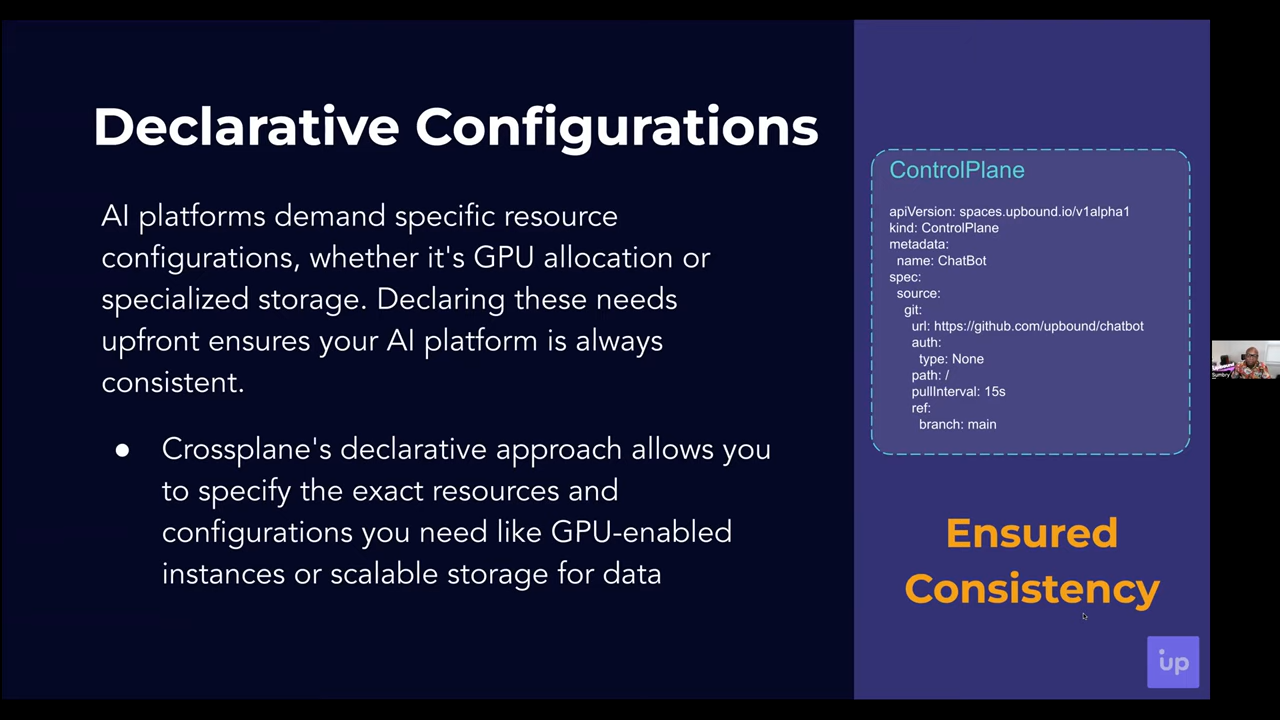 Declarative Configurations
AI platforms demand specific resource
configurations, whether it's GPU allocation or
specialized storage. Declaring these needs
upfront ensures your AI platform is always
consistent.
● Crossplane's declarative approach allows you
to specify the exact resources and
configurations you need like GPU-enabled
instances or scalable storage for data
ControlPlane
apiVersion: spaces.upbound.io/v1alpha1
kind: ControlPlane
metadata:
  name: ChatBot
spec:
  source:
    git:
      url: https://github.com/upbound/chatbot
      auth:
        type: None
      path: /
      pullInterval: 15s
      ref:
        branch: main
Ensured
Consistency
up